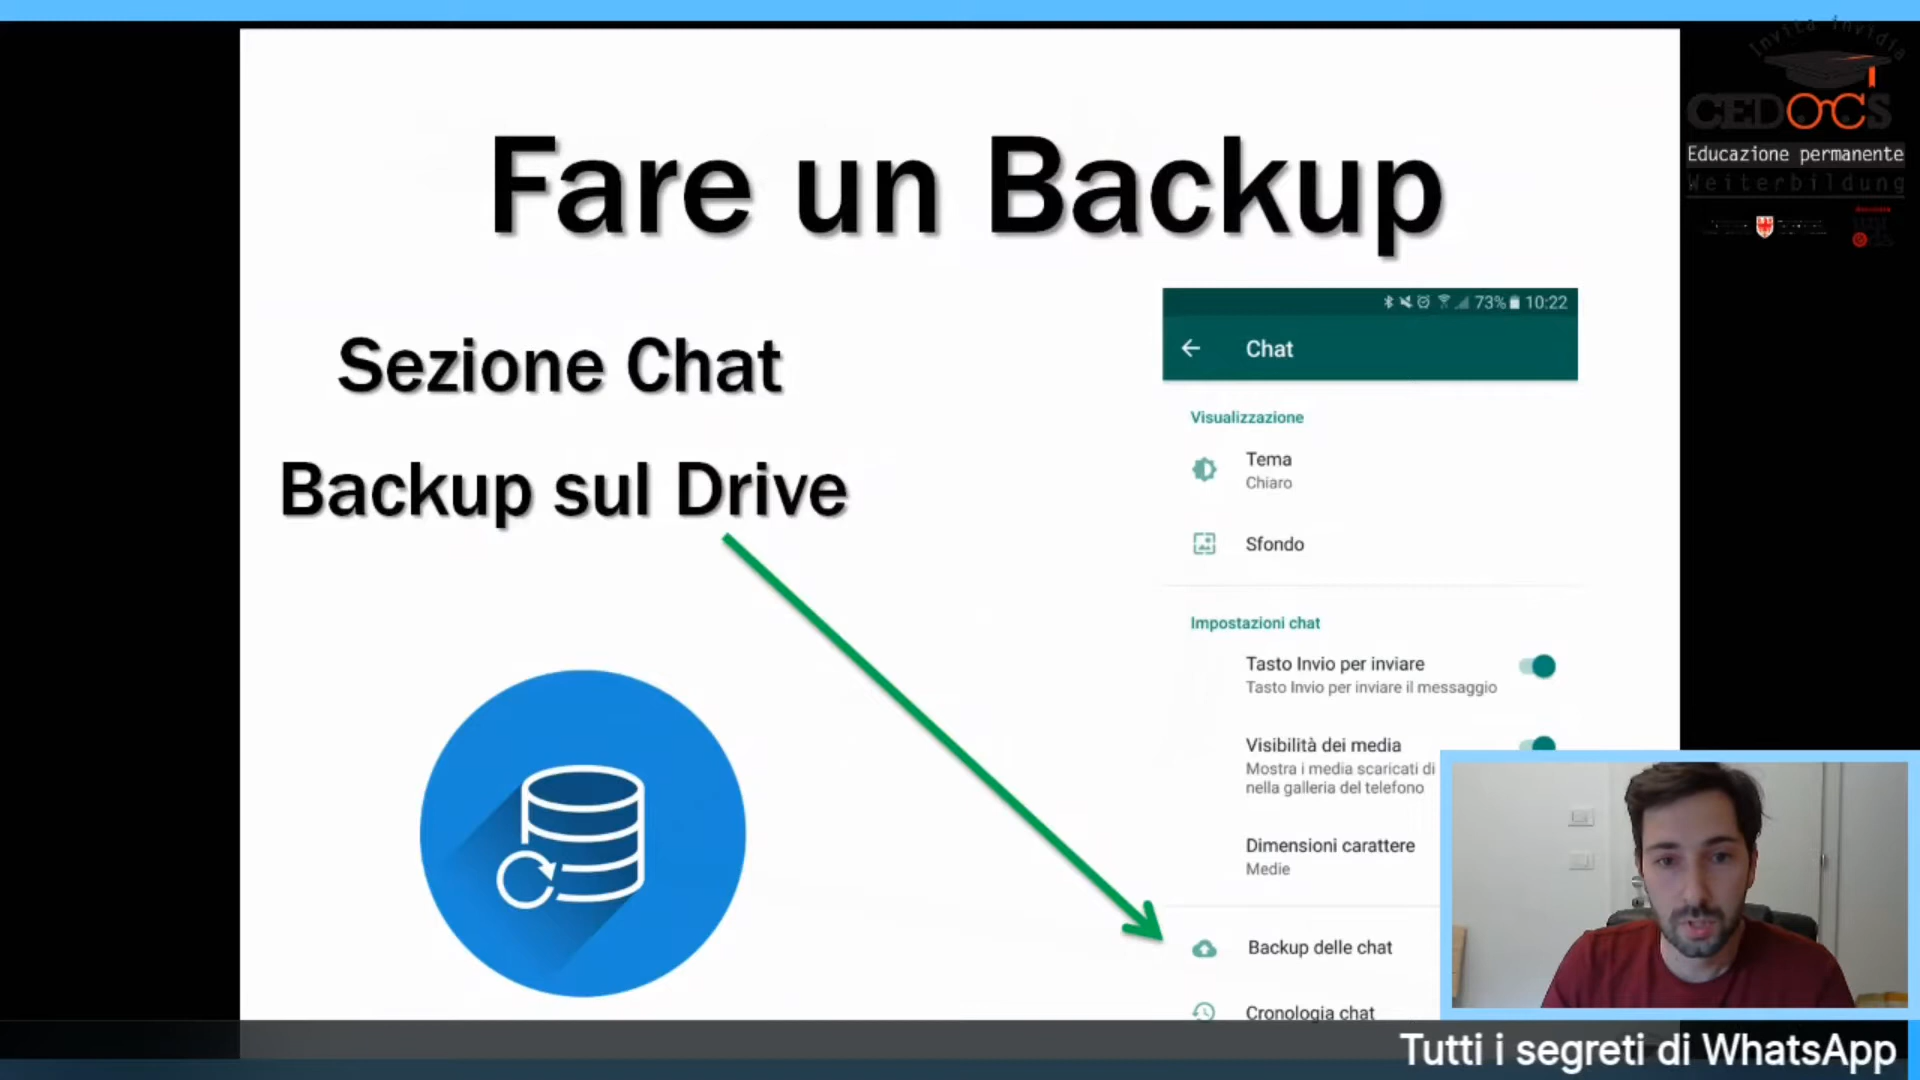 Invita invidia
CEDOCS
Educazione permanente
Weiterbildung
Fare un Backup
Sezione Chat
Backup sul Drive
73% 10:22
Chat
Visualizzazione
Tema
Chiaro
Sfondo
Impostazioni chat
Tasto Invio per inviare
Tasto Invio per inviare il messaggio
Visibilità dei media
Mostra i media scaricati di
nella galleria del telefono
Dimensioni carattere
Medie
Backup delle chat
Cronologia chat
Tutti i segreti di WhatsApp